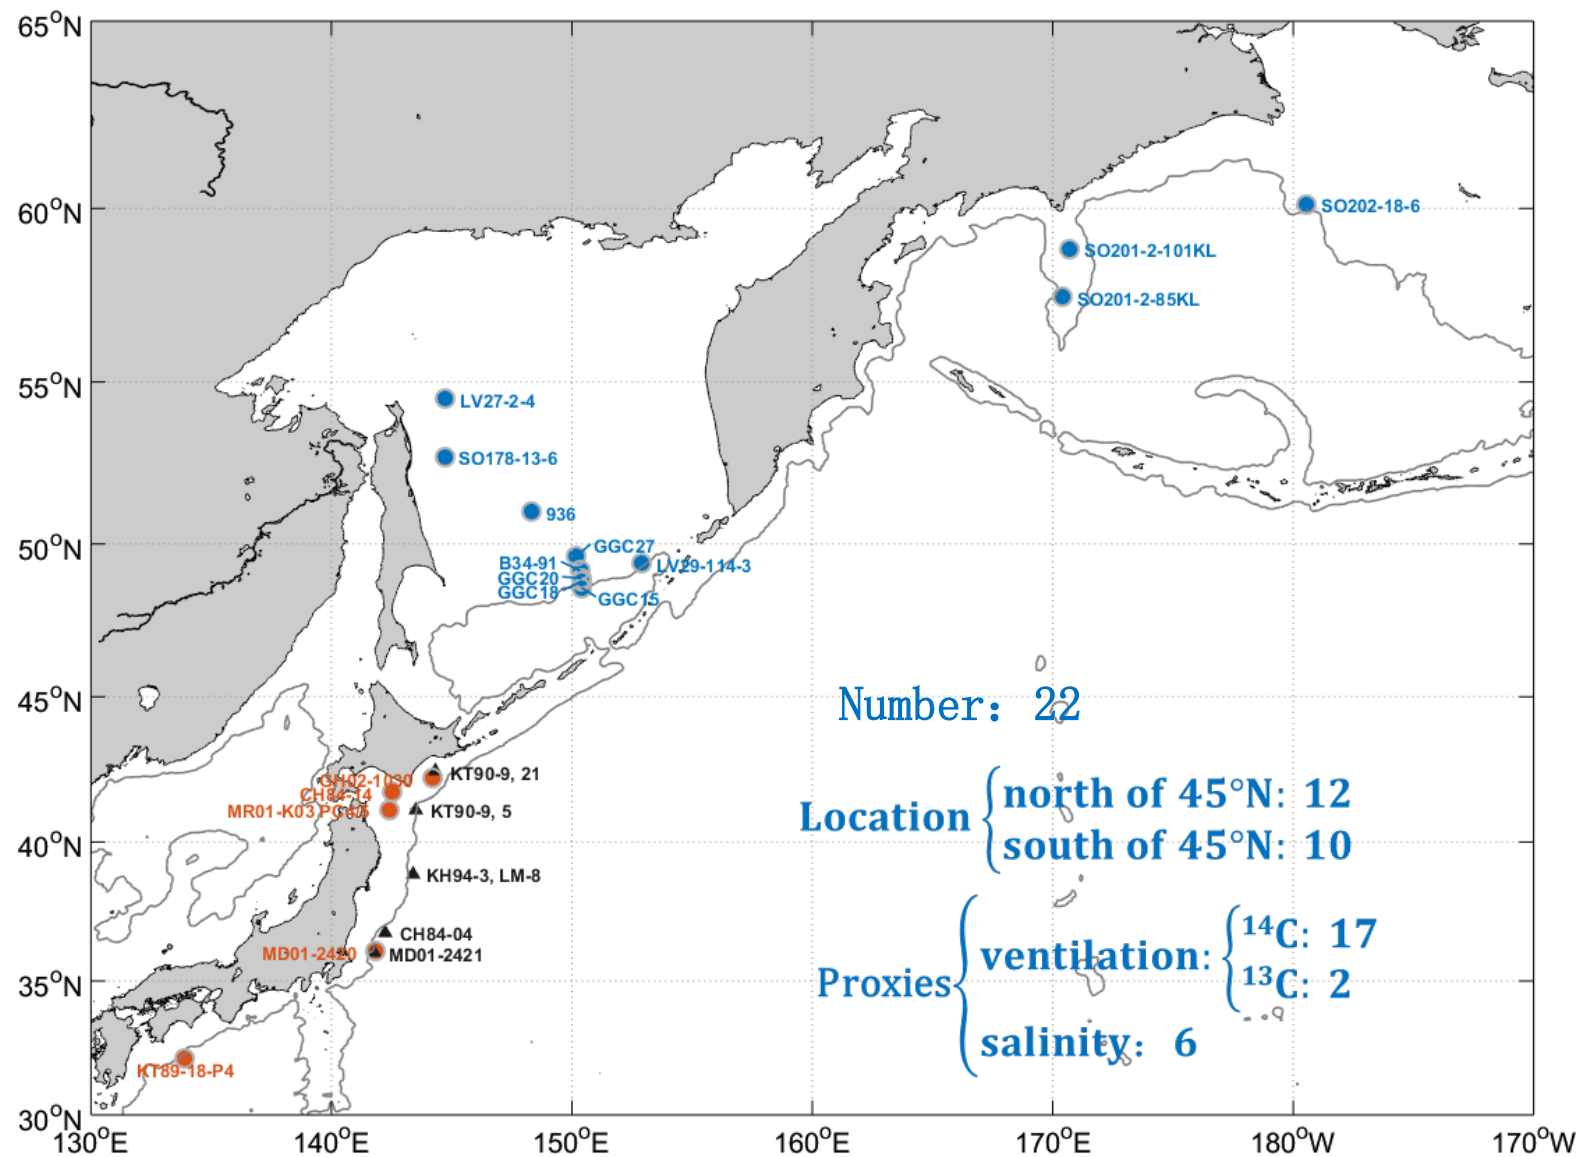 65°N
60°N
SO202-18-6
SO201-2-101KL
SO201-2-85KL
55°N
LV27-2-4
SO178-13-6
936
50°N
GGC27
B34-91
LV29-114-3
GGC20
GGC18
GGC15
45°N
Number: 22
KT90-9, 21
GH02-1030
CH84-14
MR01-K03 PC4/5
KT90-9, 5
Location
north of 45°N: 12
south of 45°N: 10
40°N
KH94-3, LM-8
CH84-04
MD01-2420
MD01-2421
Proxies
ventilation:
14C: 17
13C: 2
salinity: 6
35°N
KT89-18-P4
30°N
130°E
140°E
150°E
160°E
170°E
180°W
170°W